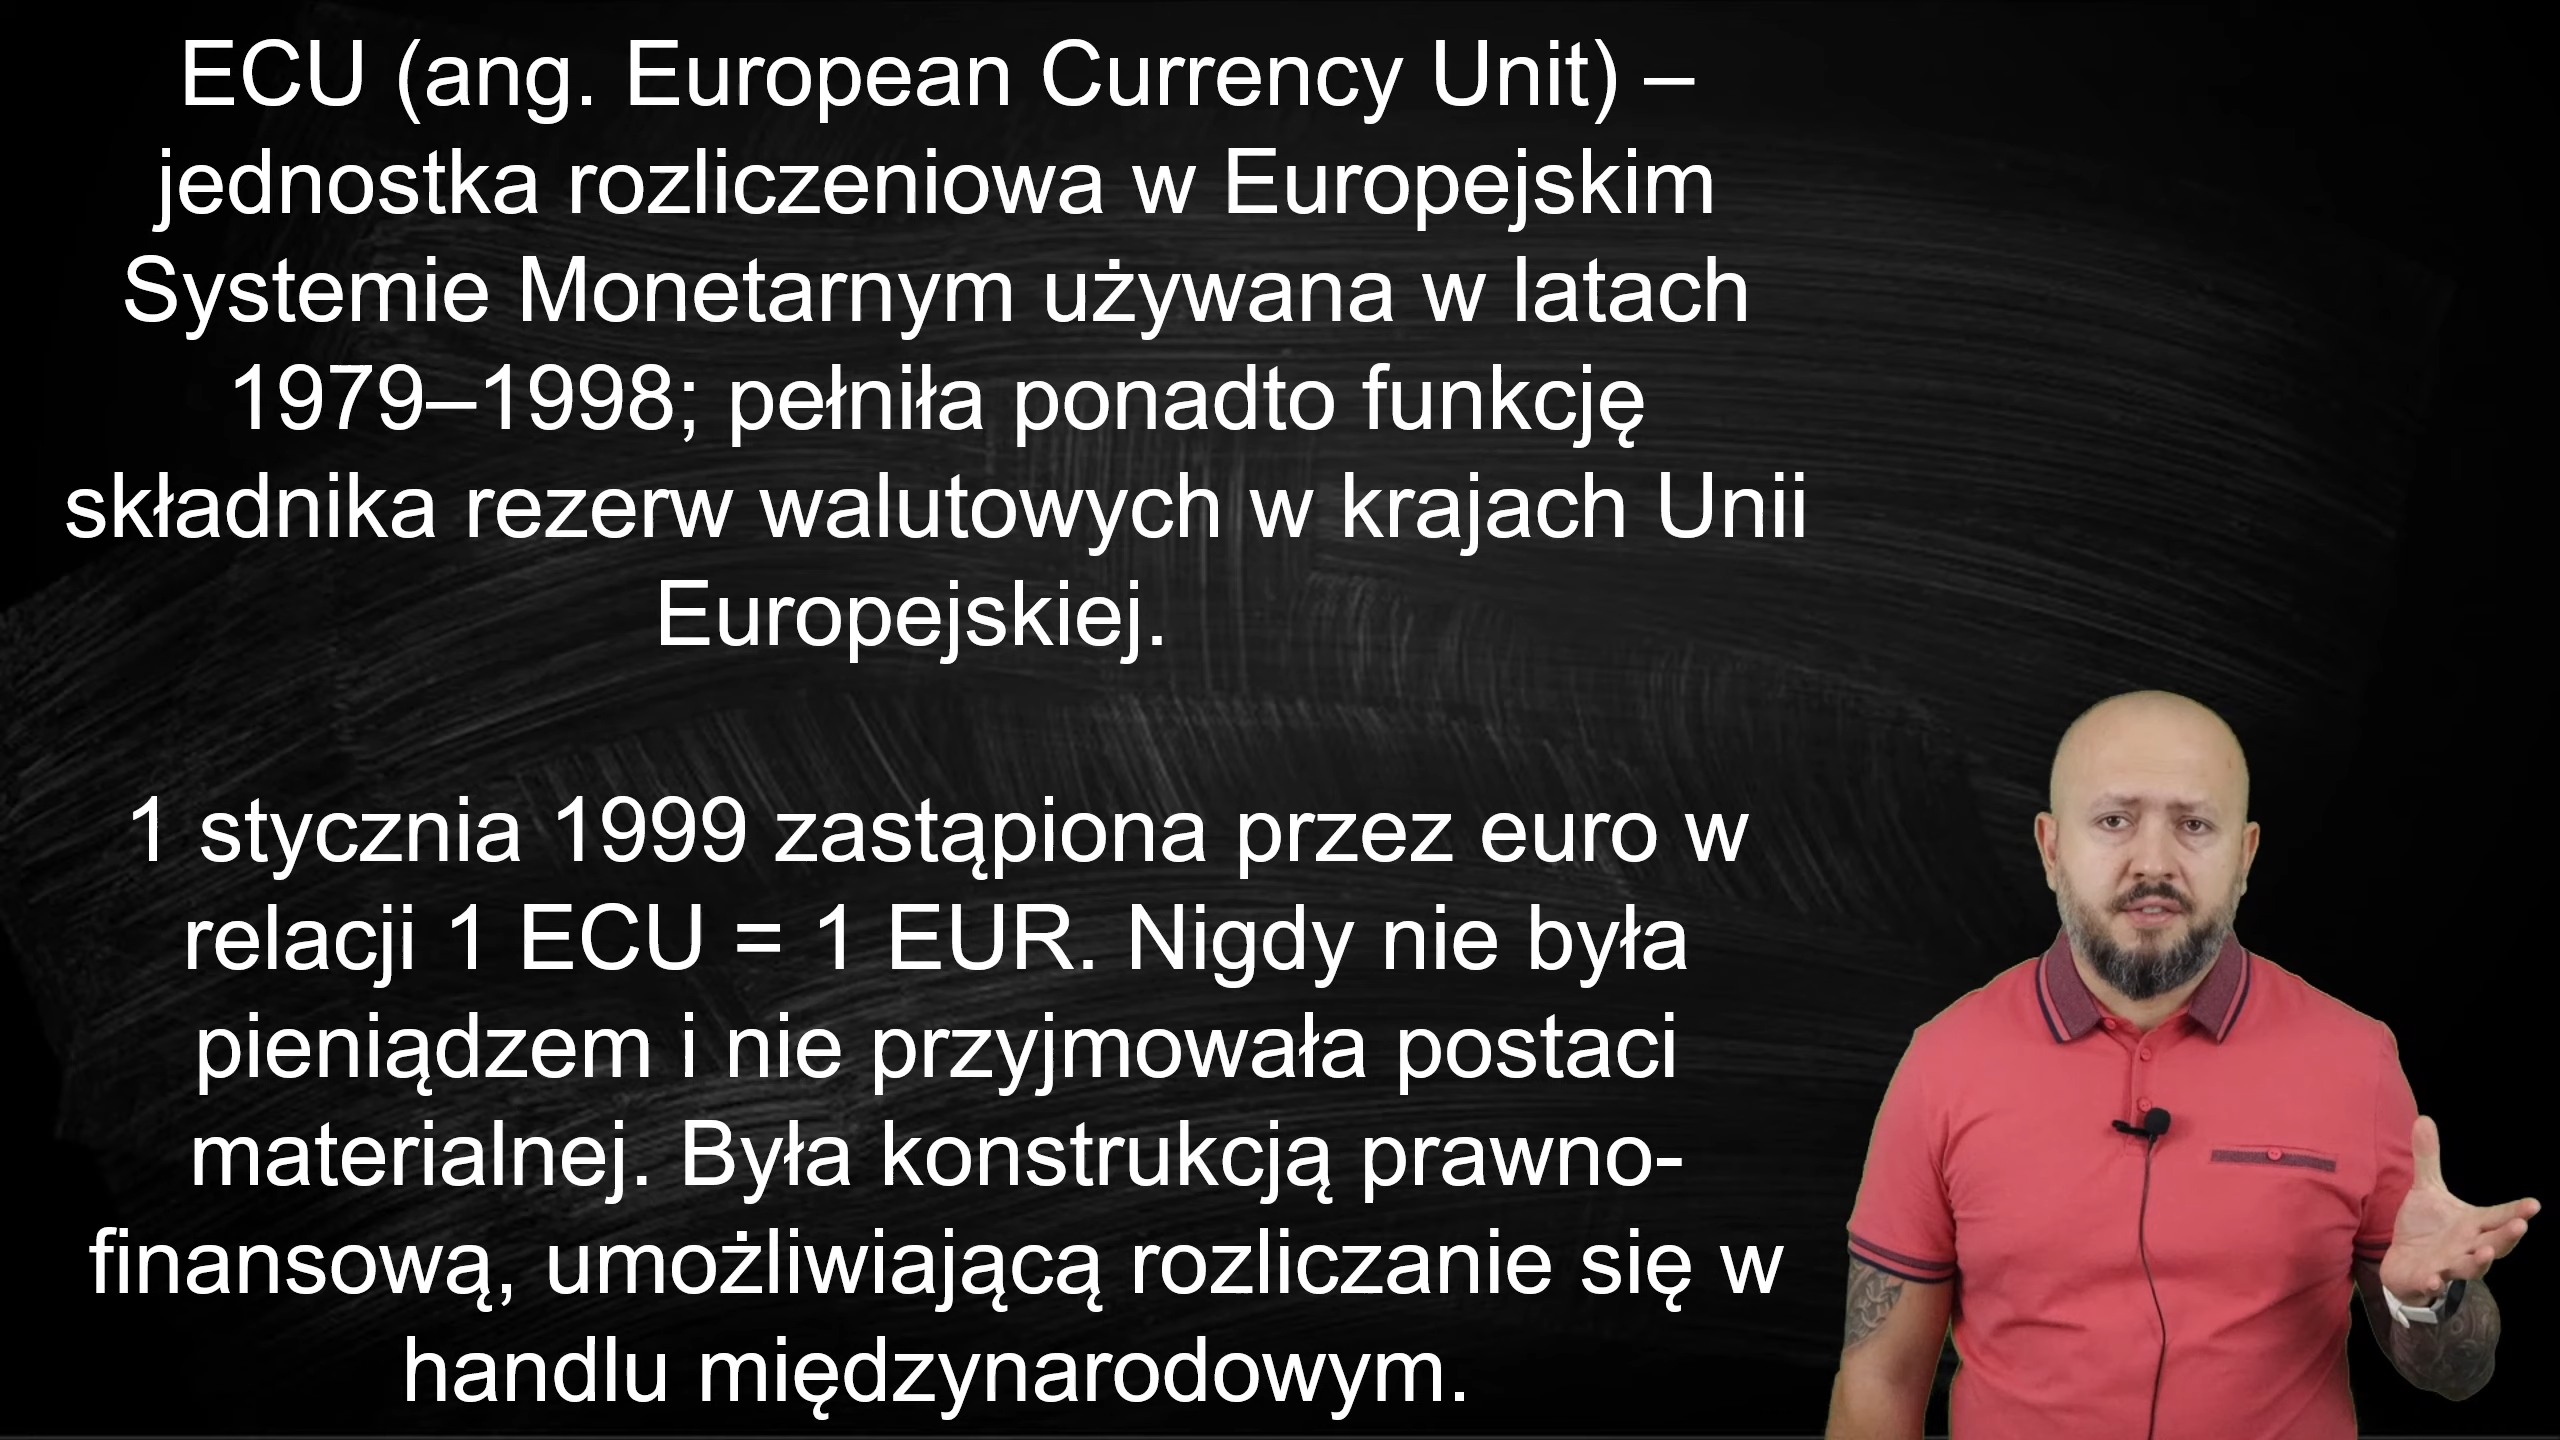 ECU (ang. European Currency Unit) –
jednostka rozliczeniowa w Europejskim
Systemie Monetarnym używana w latach
1979–1998; pełniła ponadto funkcję
składnika rezerw walutowych w krajach Unii
Europejskiej.
1 stycznia 1999 zastąpiona przez euro w
relacji 1 ECU = 1 EUR. Nigdy nie była
pieniądzem i nie przyjmowała postaci
materialnej. Była konstrukcją prawno-
finansową, umożliwiającą rozliczanie się w
handlu międzynarodowym.